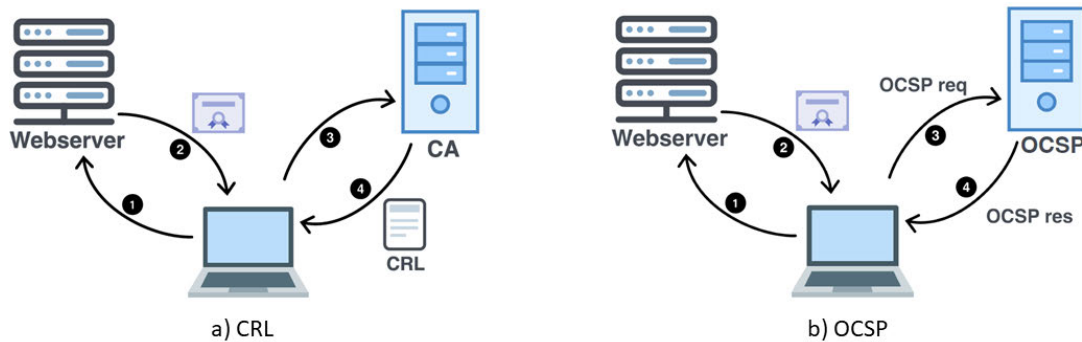 Webserver
1
2
3
CA
4
CRL
a) CRL
Webserver
1
2
OCSP req
3
OCSP
4
OCSP res
b) OCSP